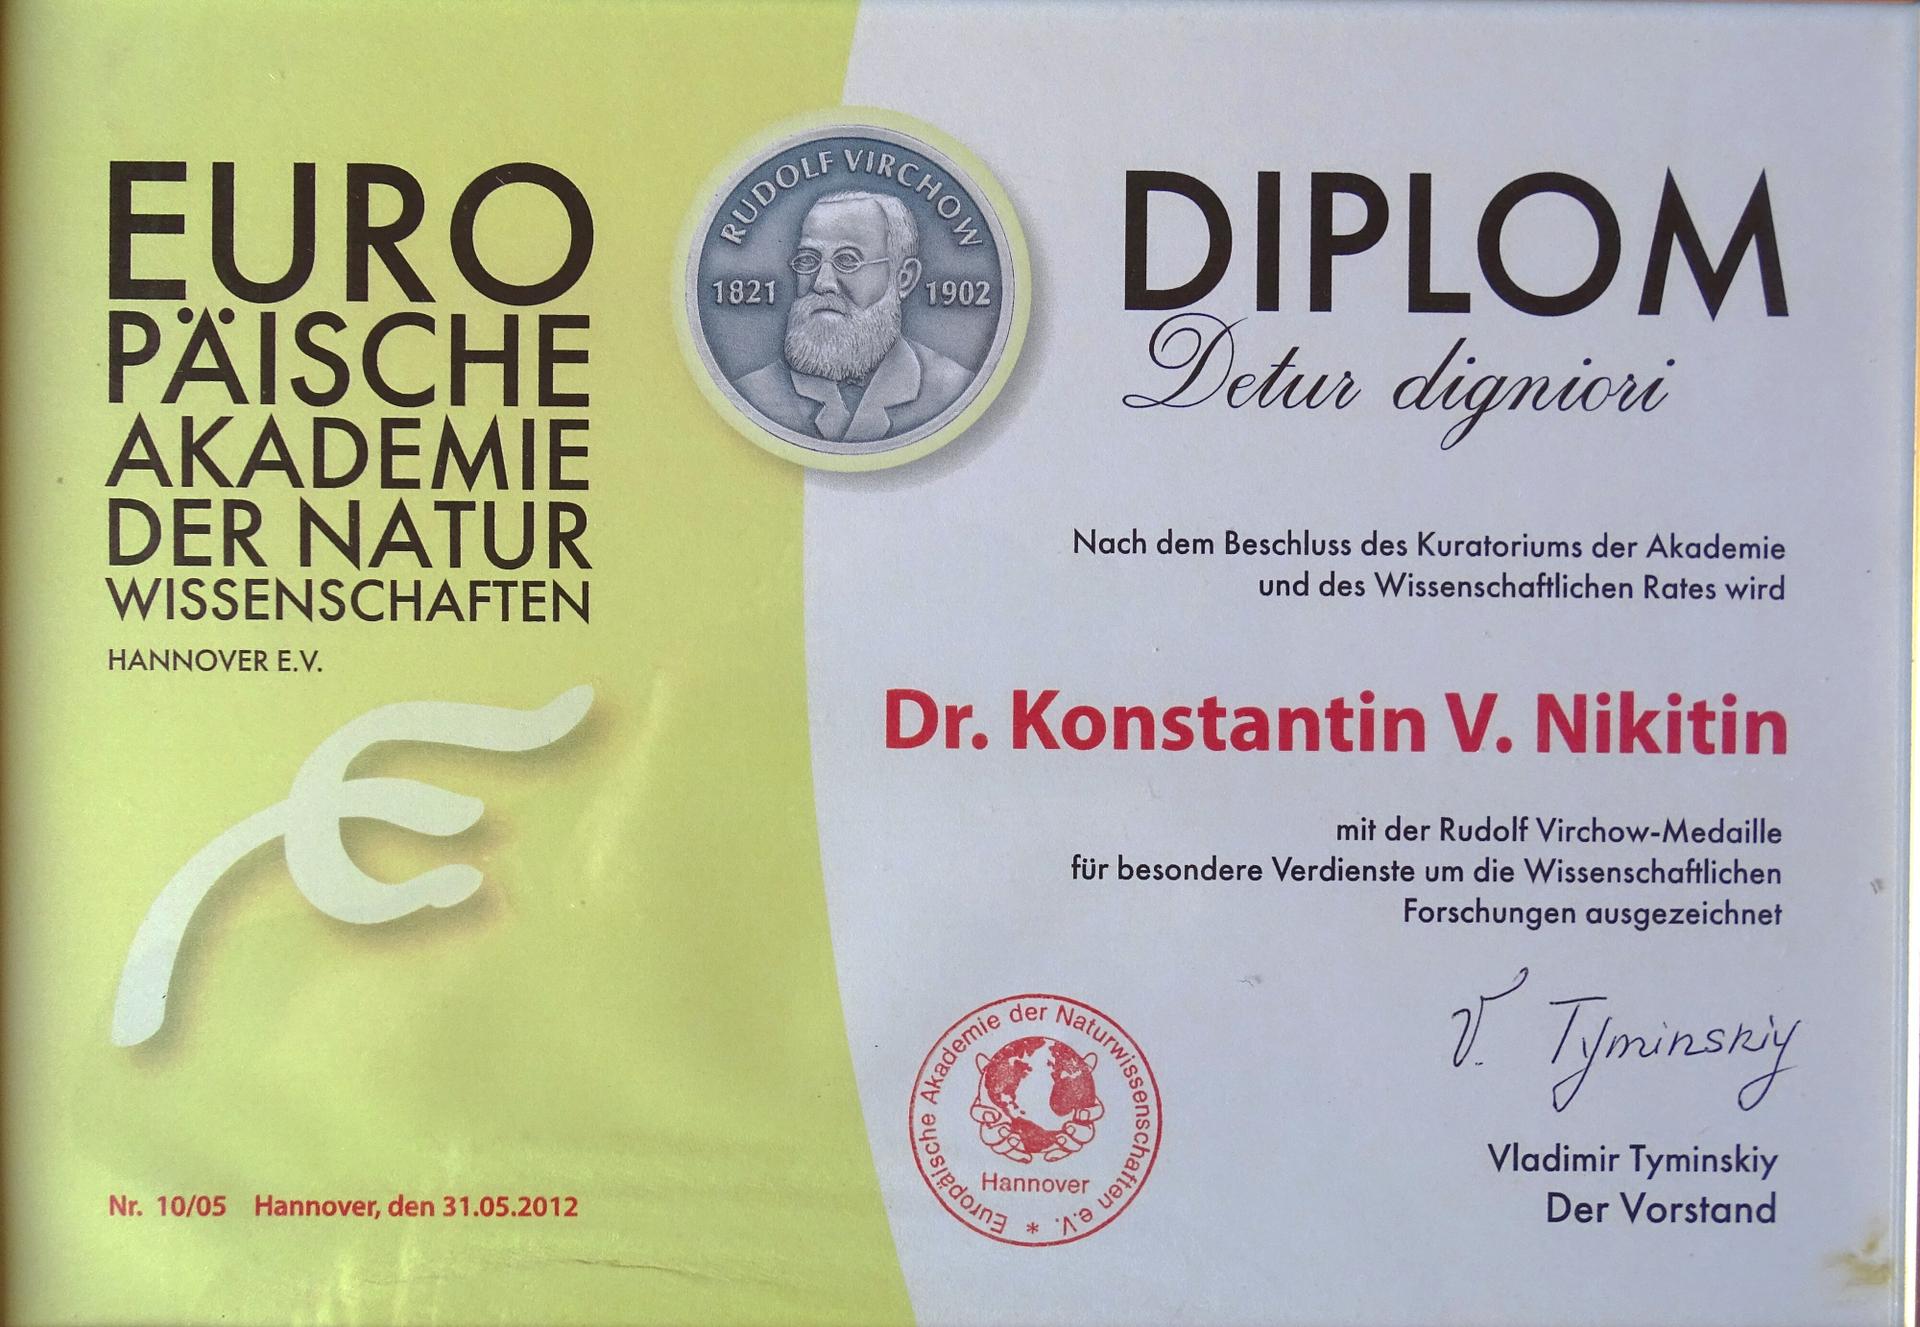 EURO
PÄISCHE
AKADEMIE
DER NATUR
WISSENSCHAFTEN
HANNOVER E.V.
RUDOLF VIRCHOW
1821 1902
DIPLOM
Detur digniori
Nach dem Beschluss des Kuratoriums der Akademie
und des Wissenschaftlichen Rates wird
Dr. Konstantin V. Nikitin
mit der Rudolf Virchow-Medaille
für besondere Verdienste um die Wissenschaftlichen
Forschungen ausgezeichnet
V. Tyminskiy
Europäische Akademie der Naturwissenschaften e.V. *
Hannover
Vladimir Tyminskiy
Der Vorstand
Nr. 10/05 Hannover, den 31.05.2012